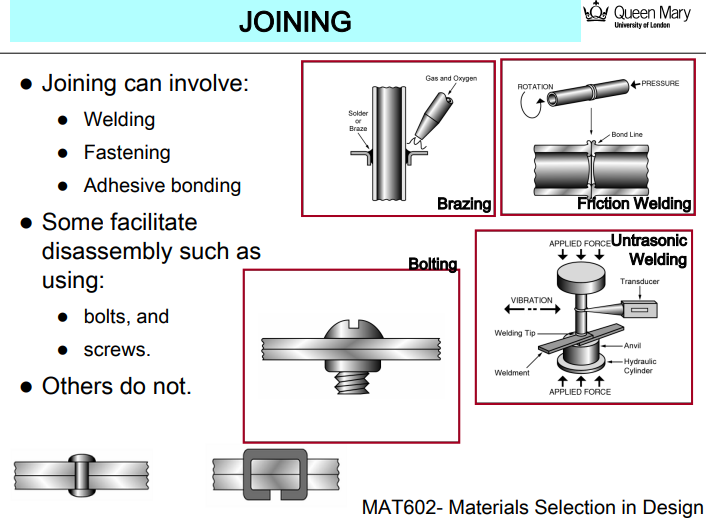 JOINING
Queen Mary
University of London
● Joining can involve:
● Welding
● Fastening
● Adhesive bonding
● Some facilitate
disassembly such as
using:
● bolts, and
● screws.
● Others do not.
Gas and Oxygen
Solder
or
Braze
Brazing
ROTATION
PRESSURE
Bond Line
Friction Welding
Bolting
APPLIED FORCE
Untrasonic
Welding
Transducer
VIBRATION
Welding Tip
Anvil
Weldment
Hydraulic
Cylinder
APPLIED FORCE
MAT602- Materials Selection in Design